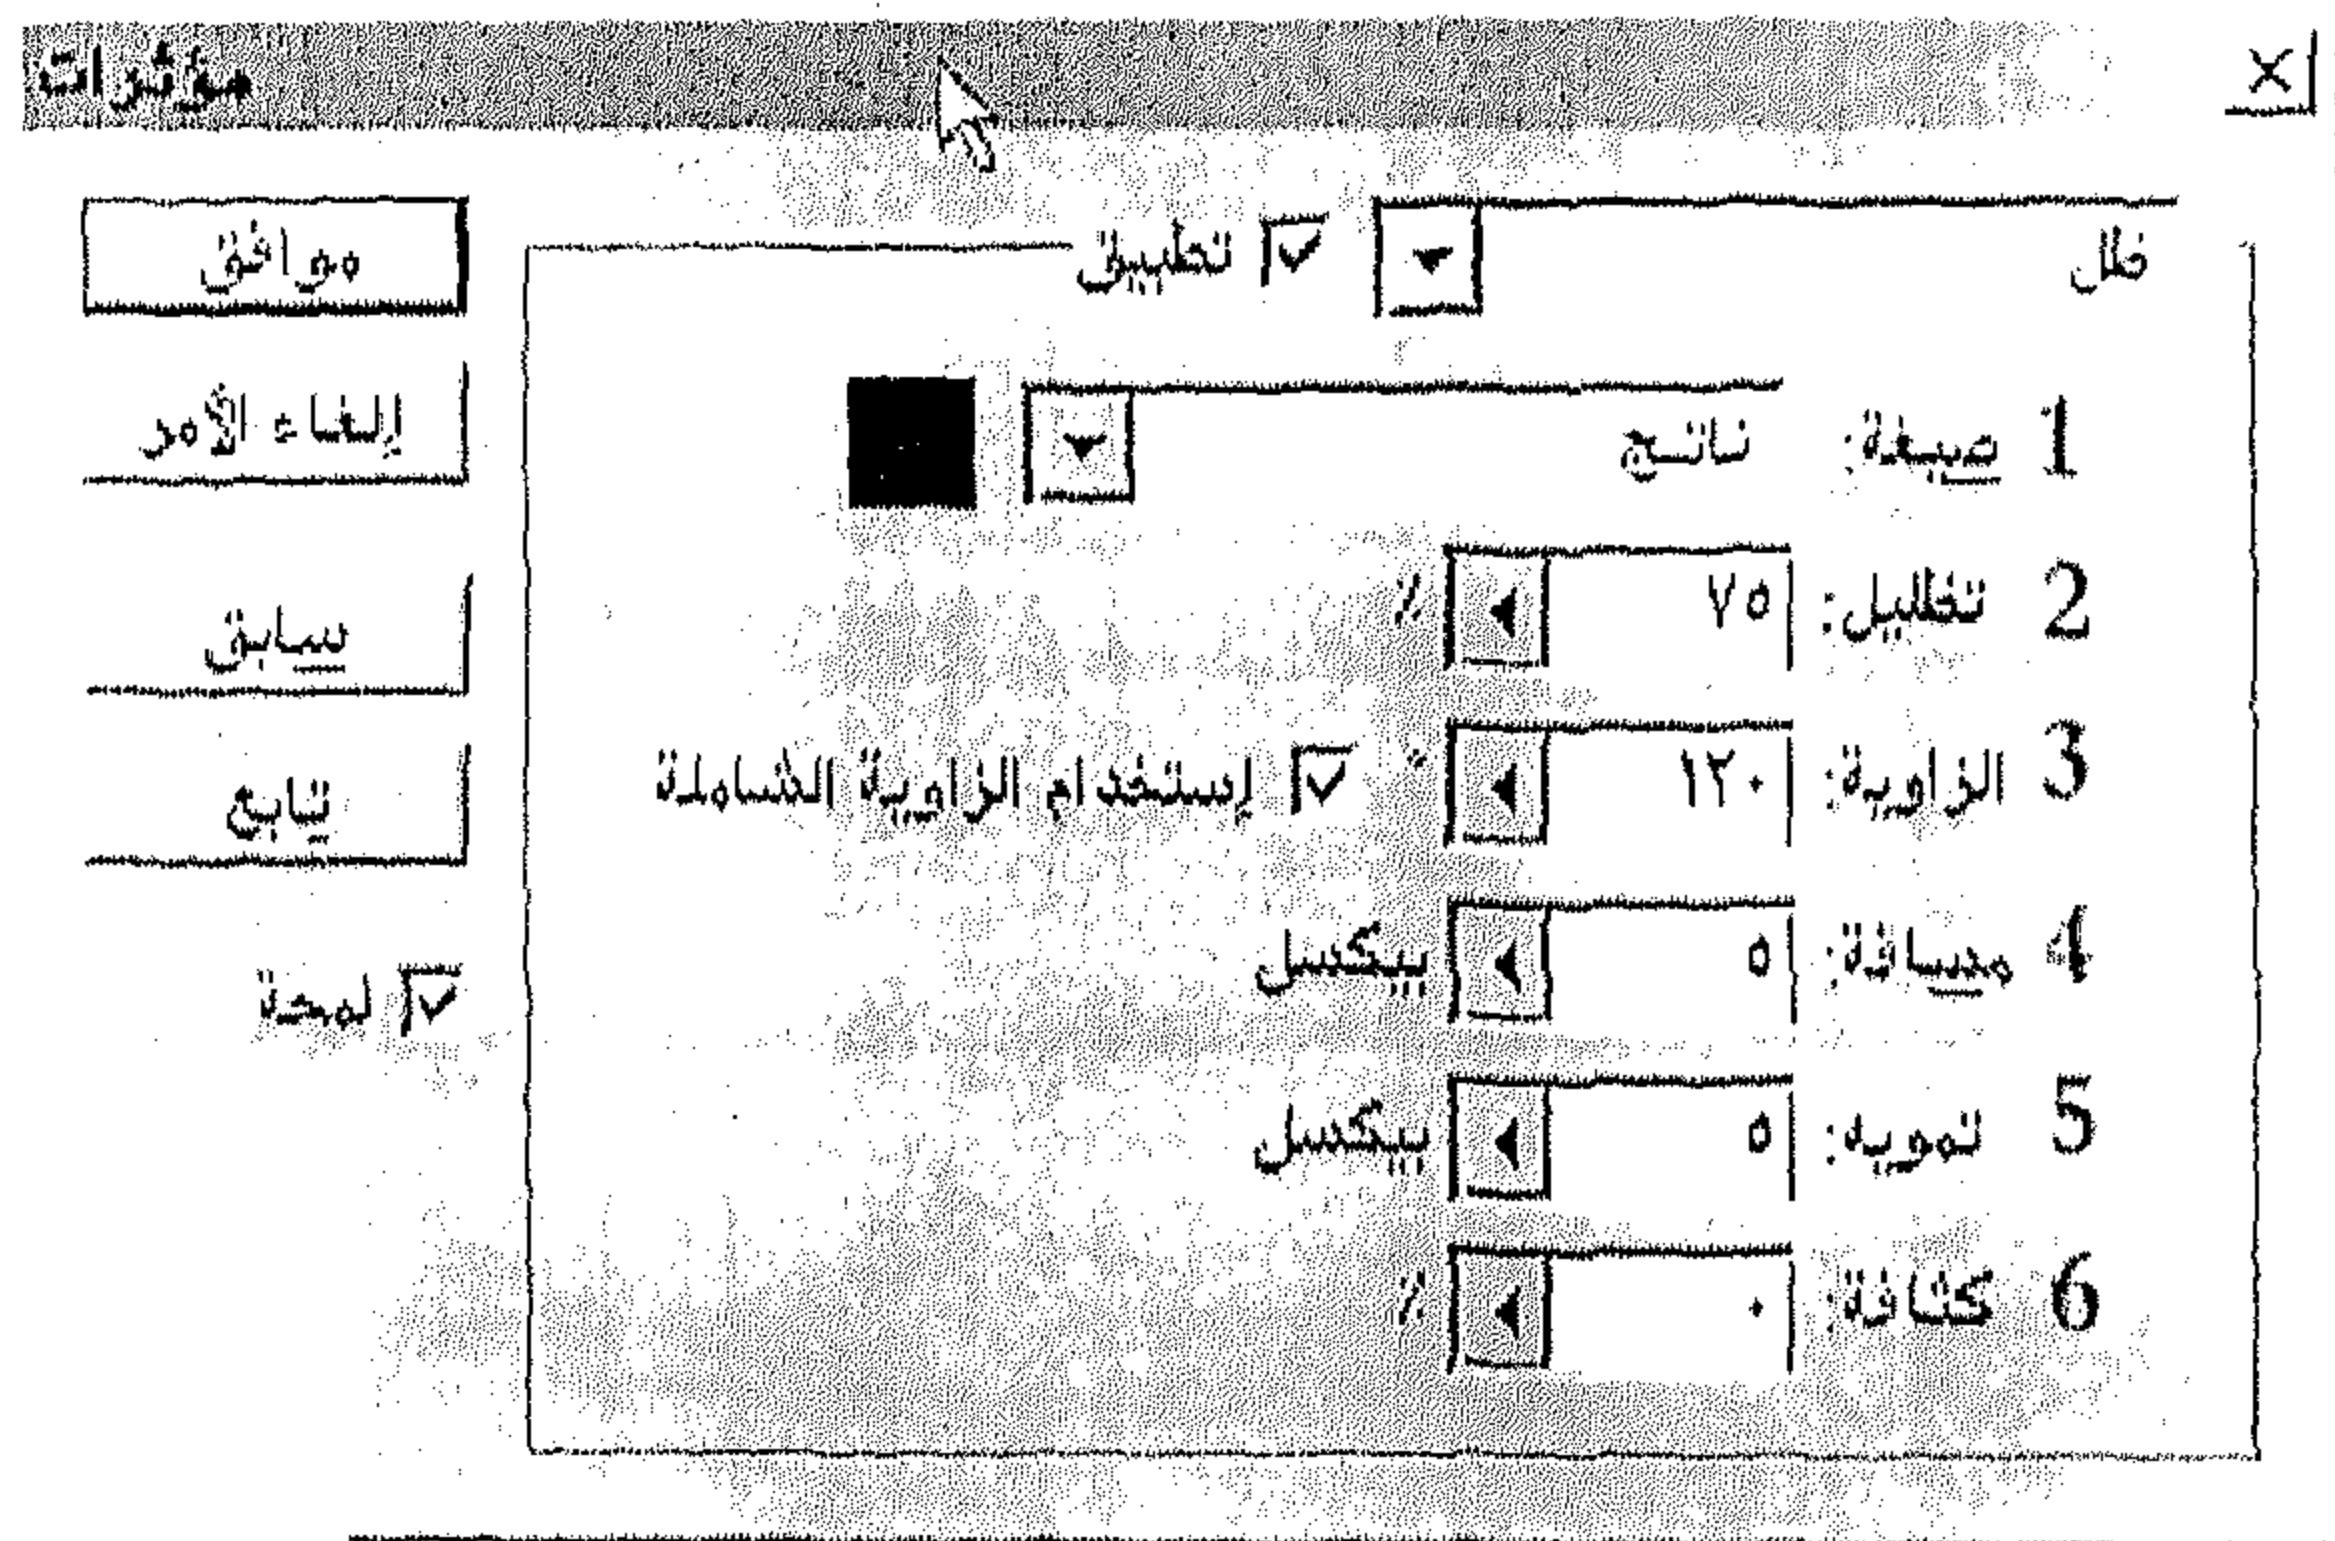 مؤثرات
ظل تطبيق
موافق
1 صيغة: ناتج
إلغاء الأمر
2 تظليل: ٧٥ ٪
سابق
3 الزاوية: ١٢٠ ° إستخدام الزاوية الشاملة
تابع
4 مسافة: ٥ بيكسل
لمحة
5 تمويه: ٥ بيكسل
6 كثافة: ٠ ٪